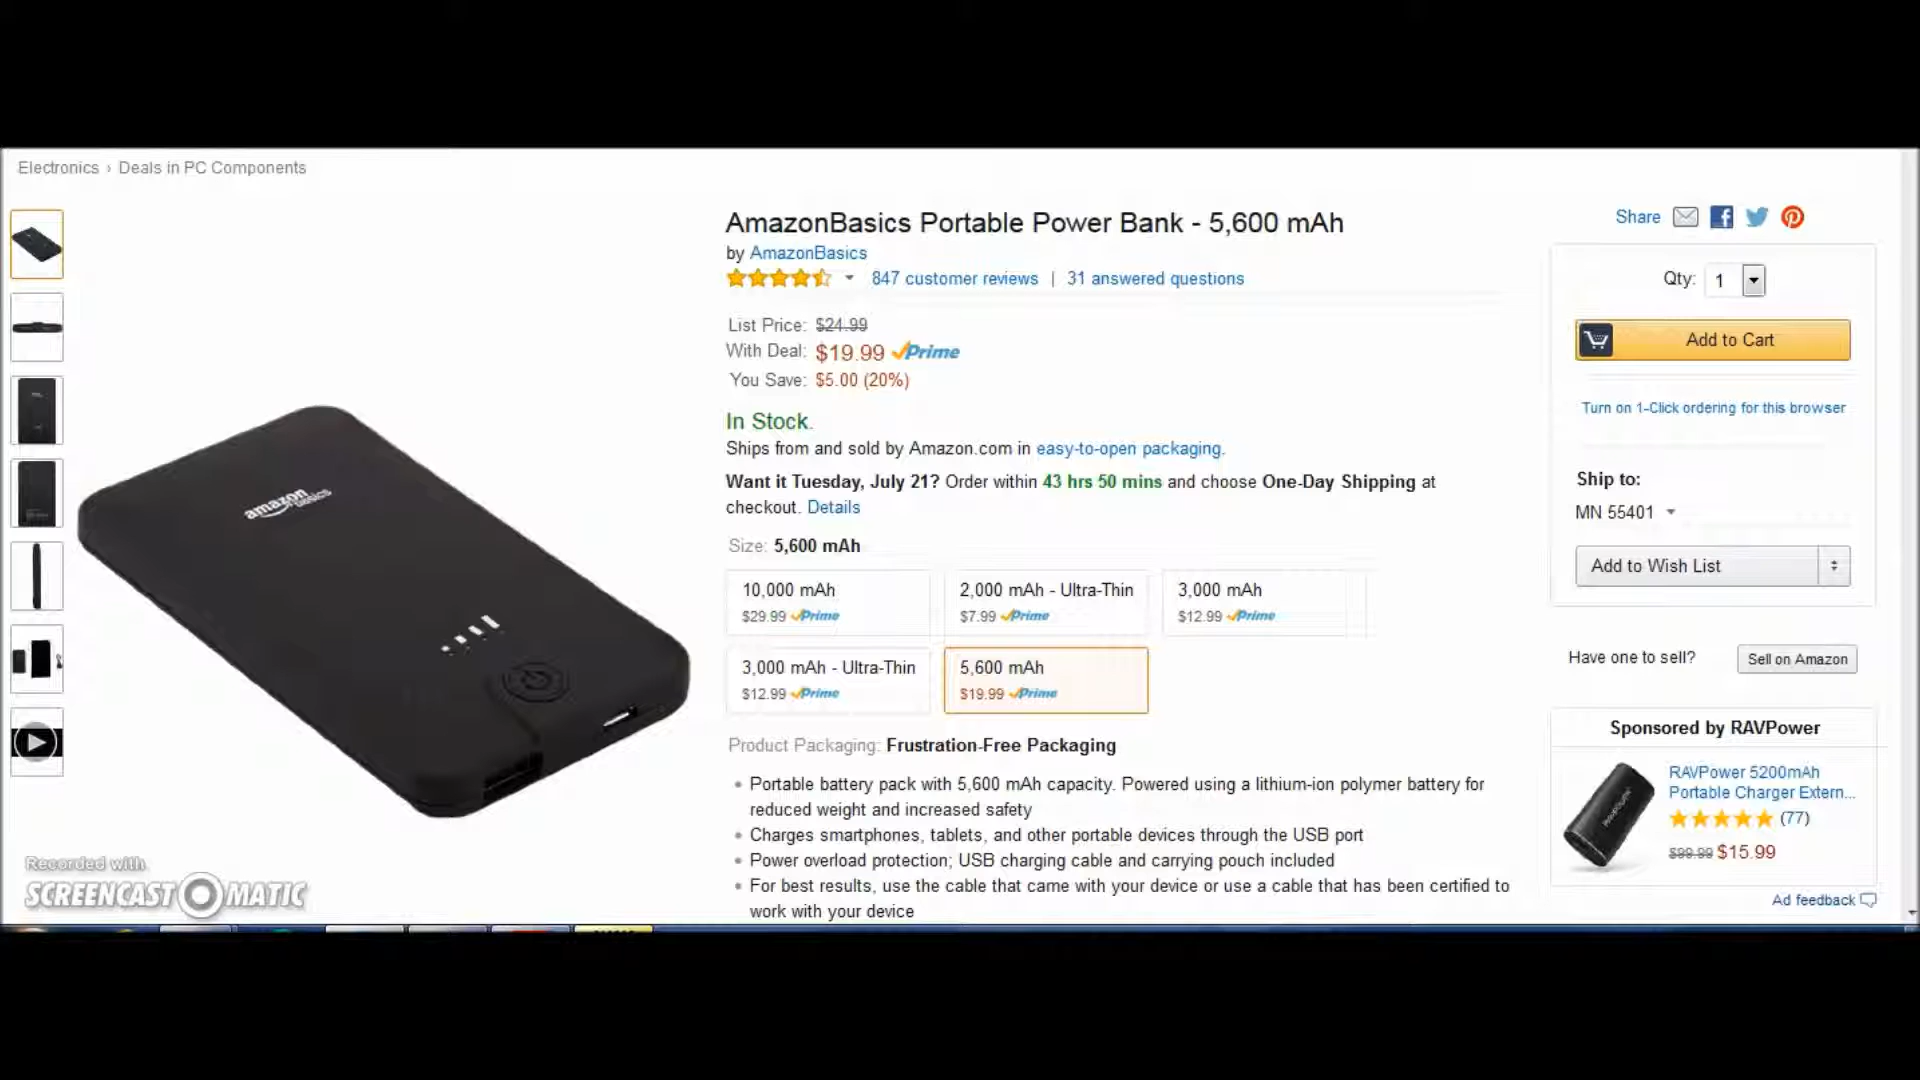 Electronics › Deals in PC Components
AmazonBasics Portable Power Bank - 5,600 mAh
by AmazonBasics
847 customer reviews | 31 answered questions
List Price: $24.99
With Deal: $19.99 Prime
You Save: $5.00 (20%)
In Stock.
Ships from and sold by Amazon.com in easy-to-open packaging.
Want it Tuesday, July 21? Order within 43 hrs 50 mins and choose One-Day Shipping at
checkout. Details
Size: 5,600 mAh
10,000 mAh
$29.99 Prime
2,000 mAh - Ultra-Thin
$7.99 Prime
3,000 mAh
$12.99 Prime
3,000 mAh - Ultra-Thin
$12.99 Prime
5,600 mAh
$19.99 Prime
Product Packaging: Frustration-Free Packaging
• Portable battery pack with 5,600 mAh capacity. Powered using a lithium-ion polymer battery for
reduced weight and increased safety
• Charges smartphones, tablets, and other portable devices through the USB port
• Power overload protection; USB charging cable and carrying pouch included
• For best results, use the cable that came with your device or use a cable that has been certified to
work with your device
amazon
basics
Share
Qty: 1
Add to Cart
Turn on 1-Click ordering for this browser
Ship to:
MN 55401
Add to Wish List
Have one to sell? Sell on Amazon
Sponsored by RAVPower
RAVPower 5200mAh
Portable Charger Extern...
(77)
$99.99 $15.99
Ad feedback
Recorded with
SCREENCAST-O-MATIC